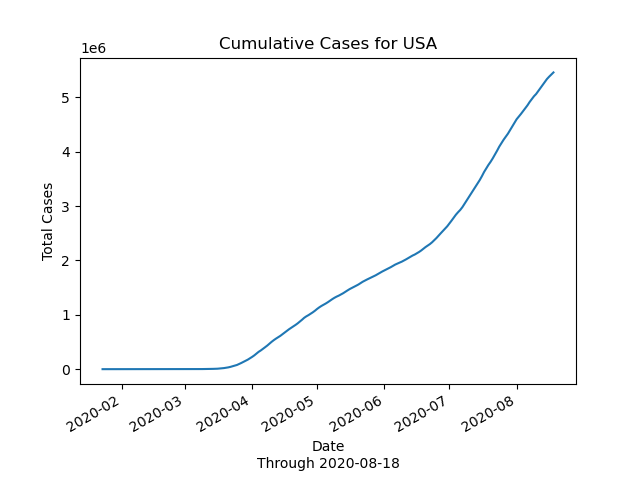 Cumulative Cases for USA
1e6
5
4
3
2
1
0
Total Cases
2020-02
2020-03
2020-04
2020-05
2020-06
2020-07
2020-08
Date
Through 2020-08-18